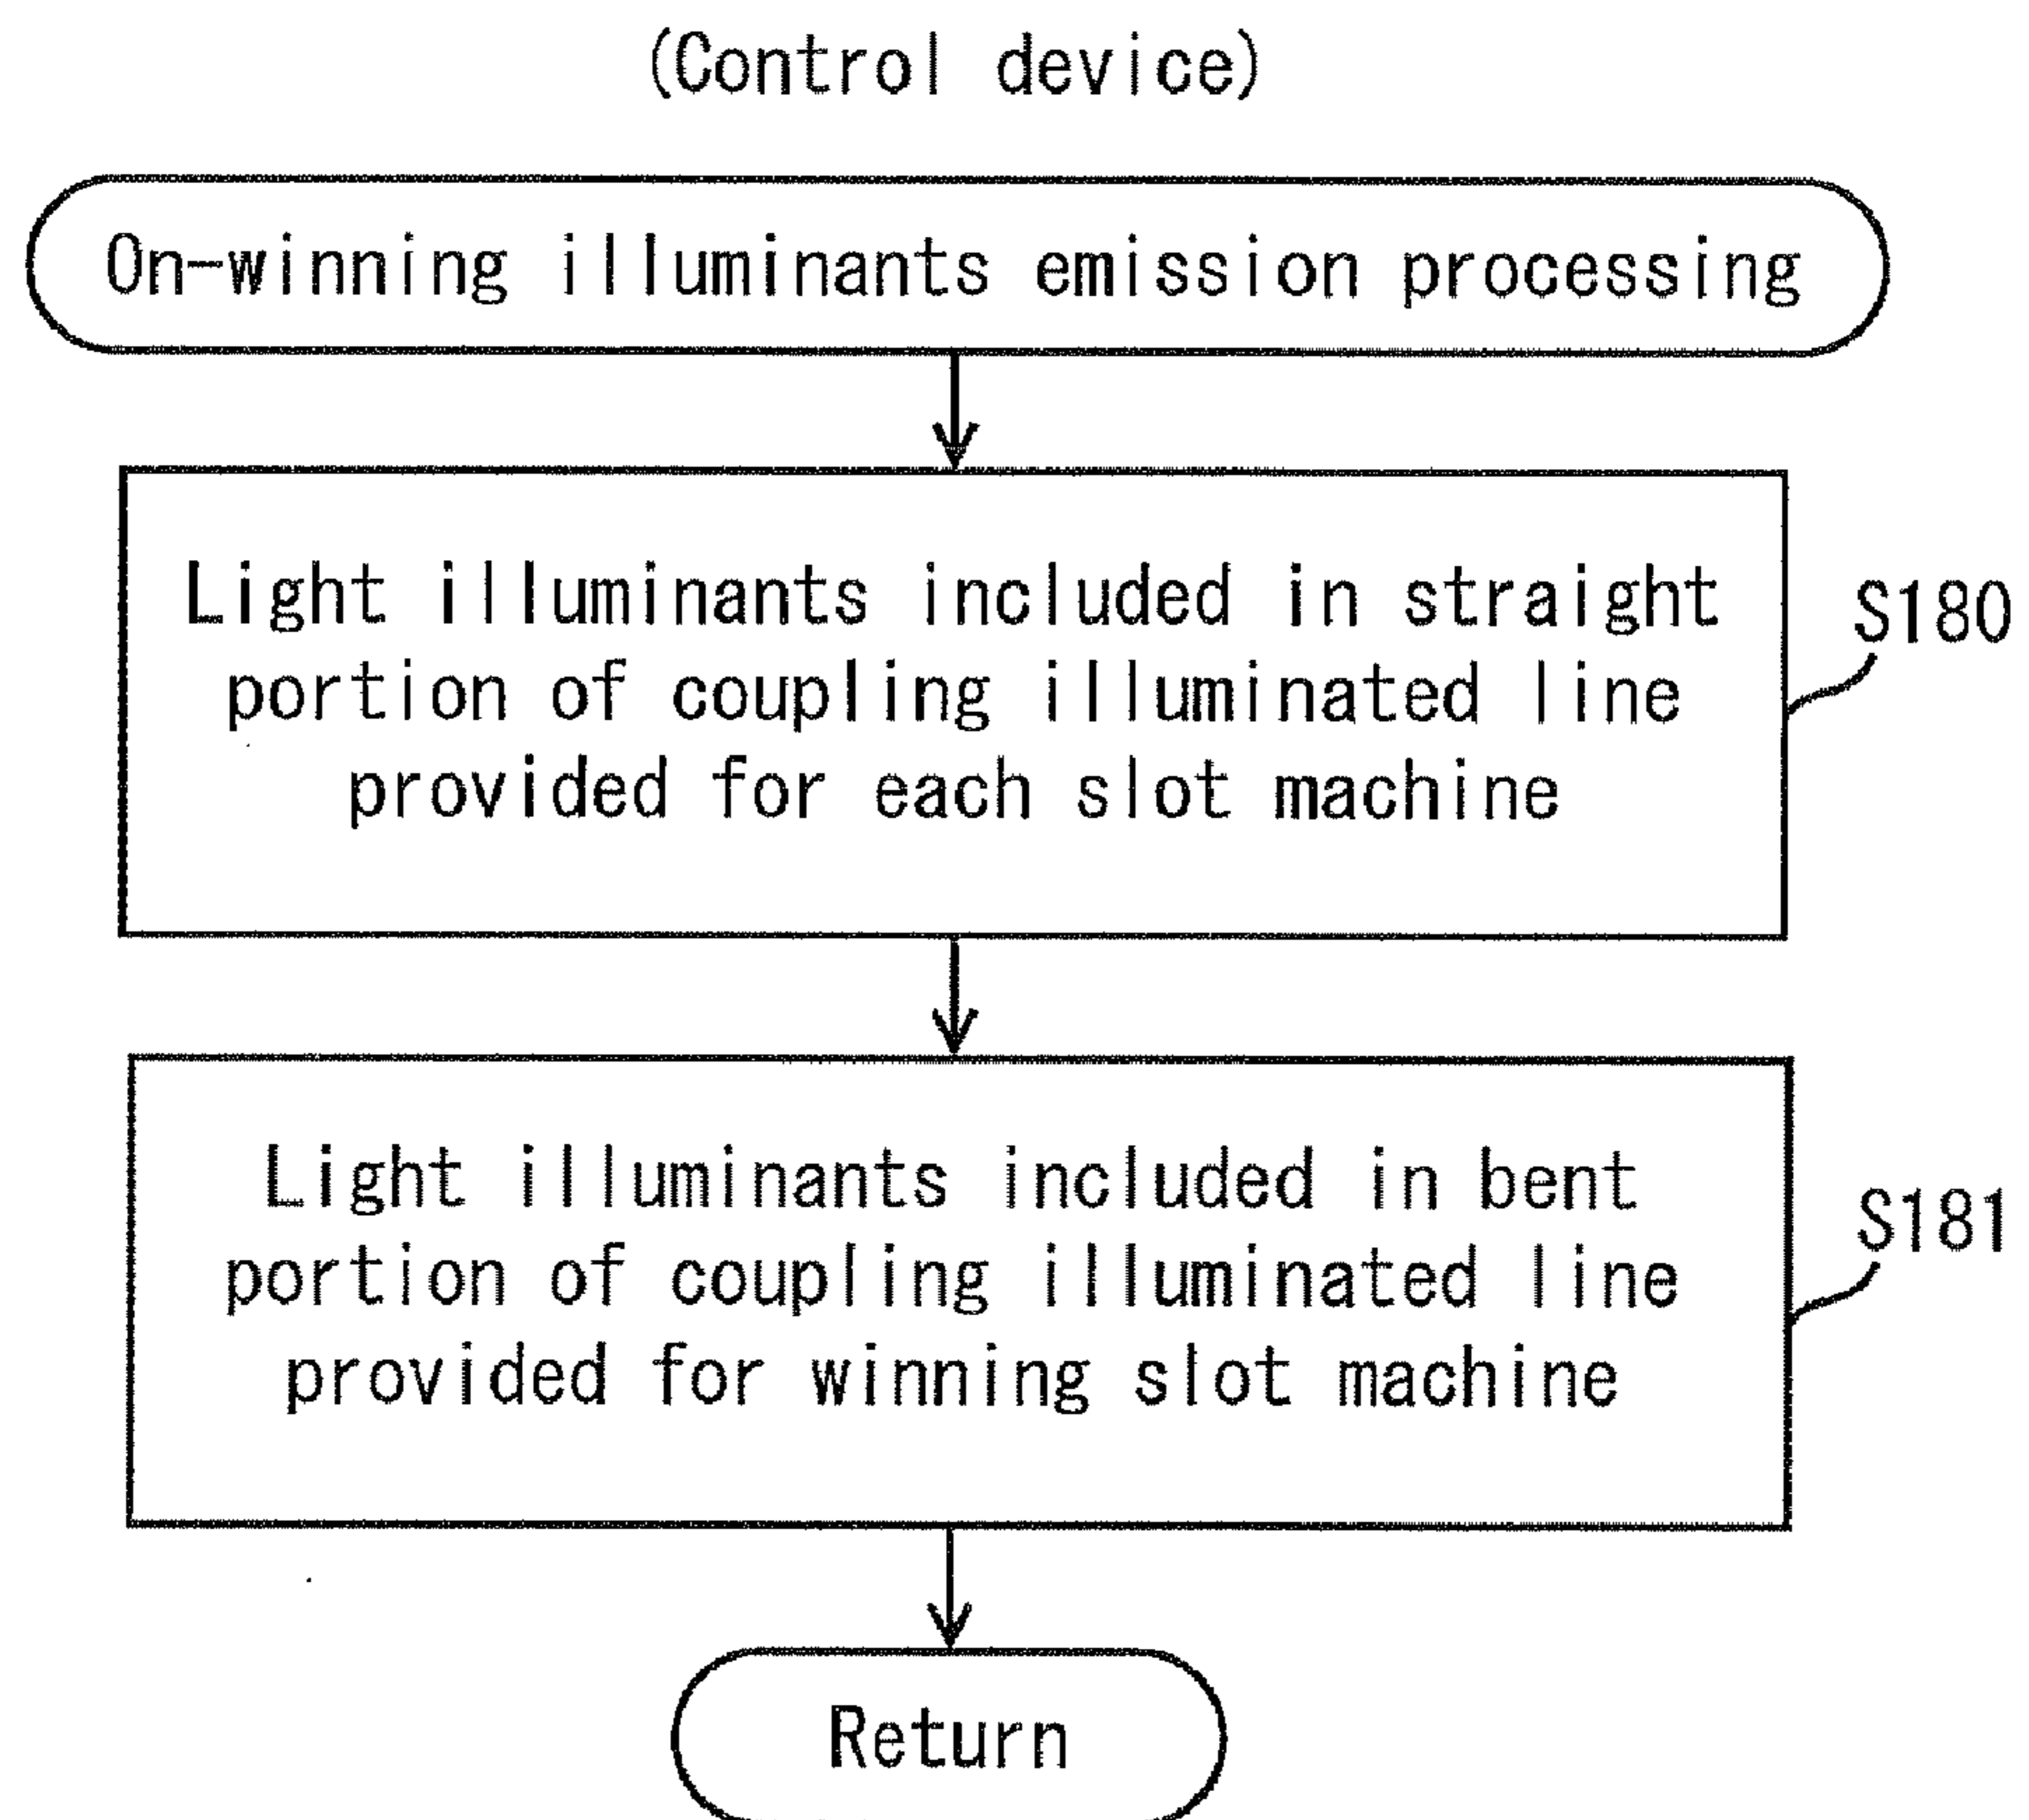 (Control device)
On-winning illuminants emission processing
Light illuminants included in straight
portion of coupling illuminated line
provided for each slot machine
S180
Light illuminants included in bent
portion of coupling illuminated line
provided for winning slot machine
S181
Return